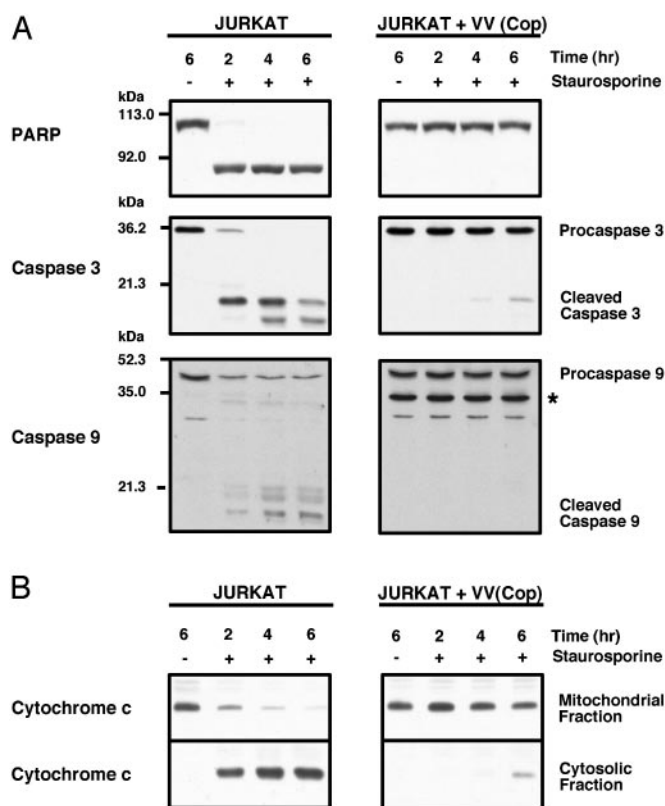 A
JURKAT
JURKAT + VV (Cop)
6 2 4 6
6 2 4 6
Time (hr)
- + + +
- + + +
Staurosporine
kDa
113.0
PARP
92.0
kDa
36.2
Procaspase 3
Caspase 3
21.3
Cleaved
Caspase 3
kDa
52.3
Procaspase 9
35.0
*
Caspase 9
21.3
Cleaved
Caspase 9
B
JURKAT
JURKAT + VV(Cop)
6 2 4 6
6 2 4 6
Time (hr)
- + + +
- + + +
Staurosporine
Cytochrome c
Mitochondrial
Fraction
Cytochrome c
Cytosolic
Fraction